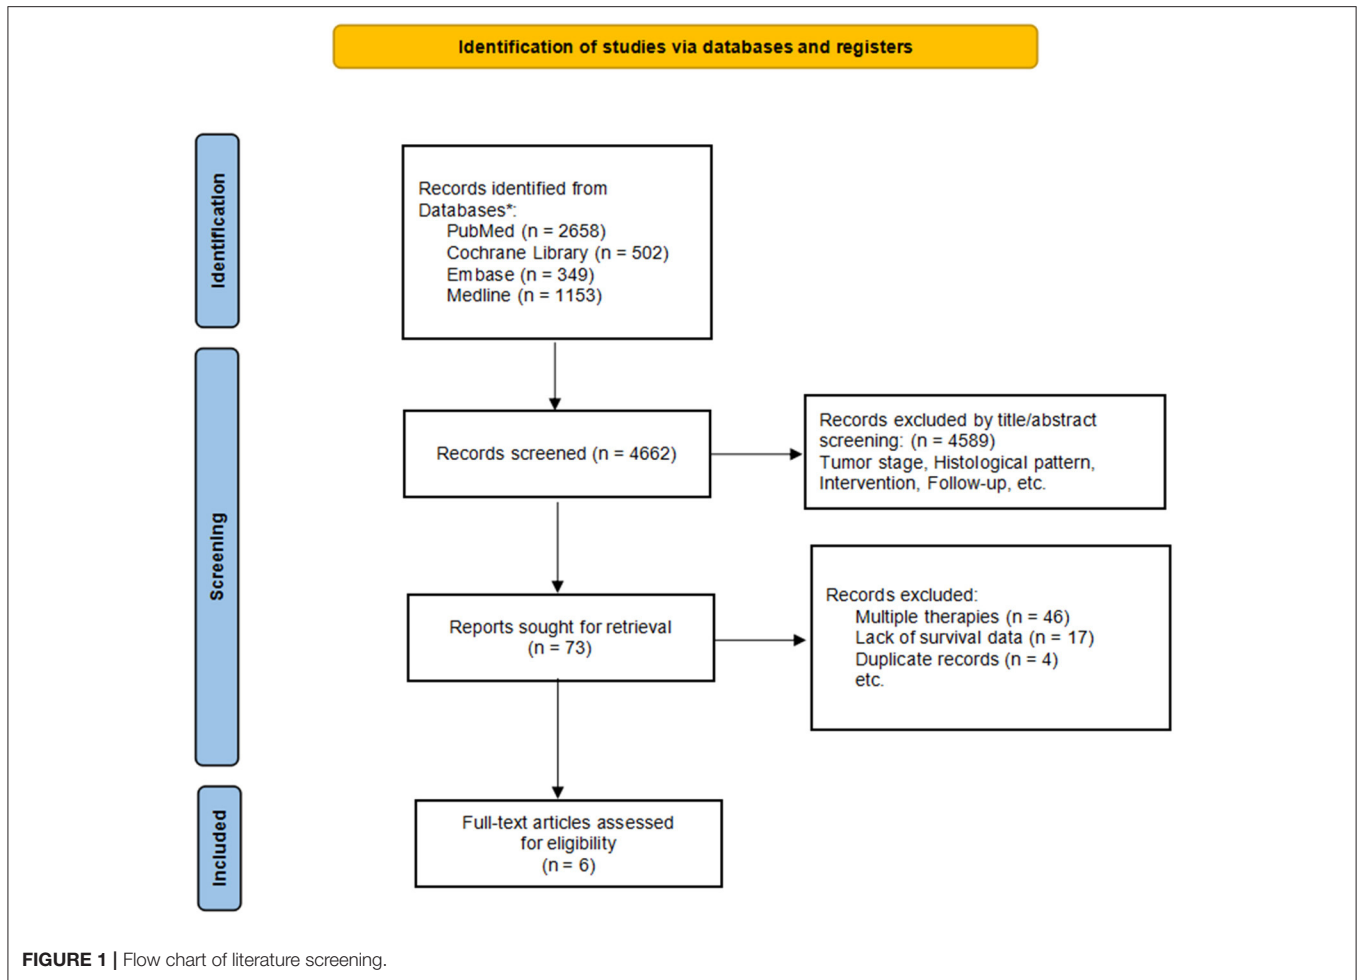 Identification of studies via databases and registers
Identification
Records identified from
Databases*:
PubMed (n = 2658)
Cochrane Library (n = 502)
Embase (n = 349)
Medline (n = 1153)
Screening
Records screened (n = 4662)
Records excluded by title/abstract
screening: (n = 4589)
Tumor stage, Histological pattern,
Intervention, Follow-up, etc.
Reports sought for retrieval
(n = 73)
Records excluded:
Multiple therapies (n = 46)
Lack of survival data (n = 17)
Duplicate records (n = 4)
etc.
Included
Full-text articles assessed
for eligibility
(n = 6)
FIGURE 1 | Flow chart of literature screening.